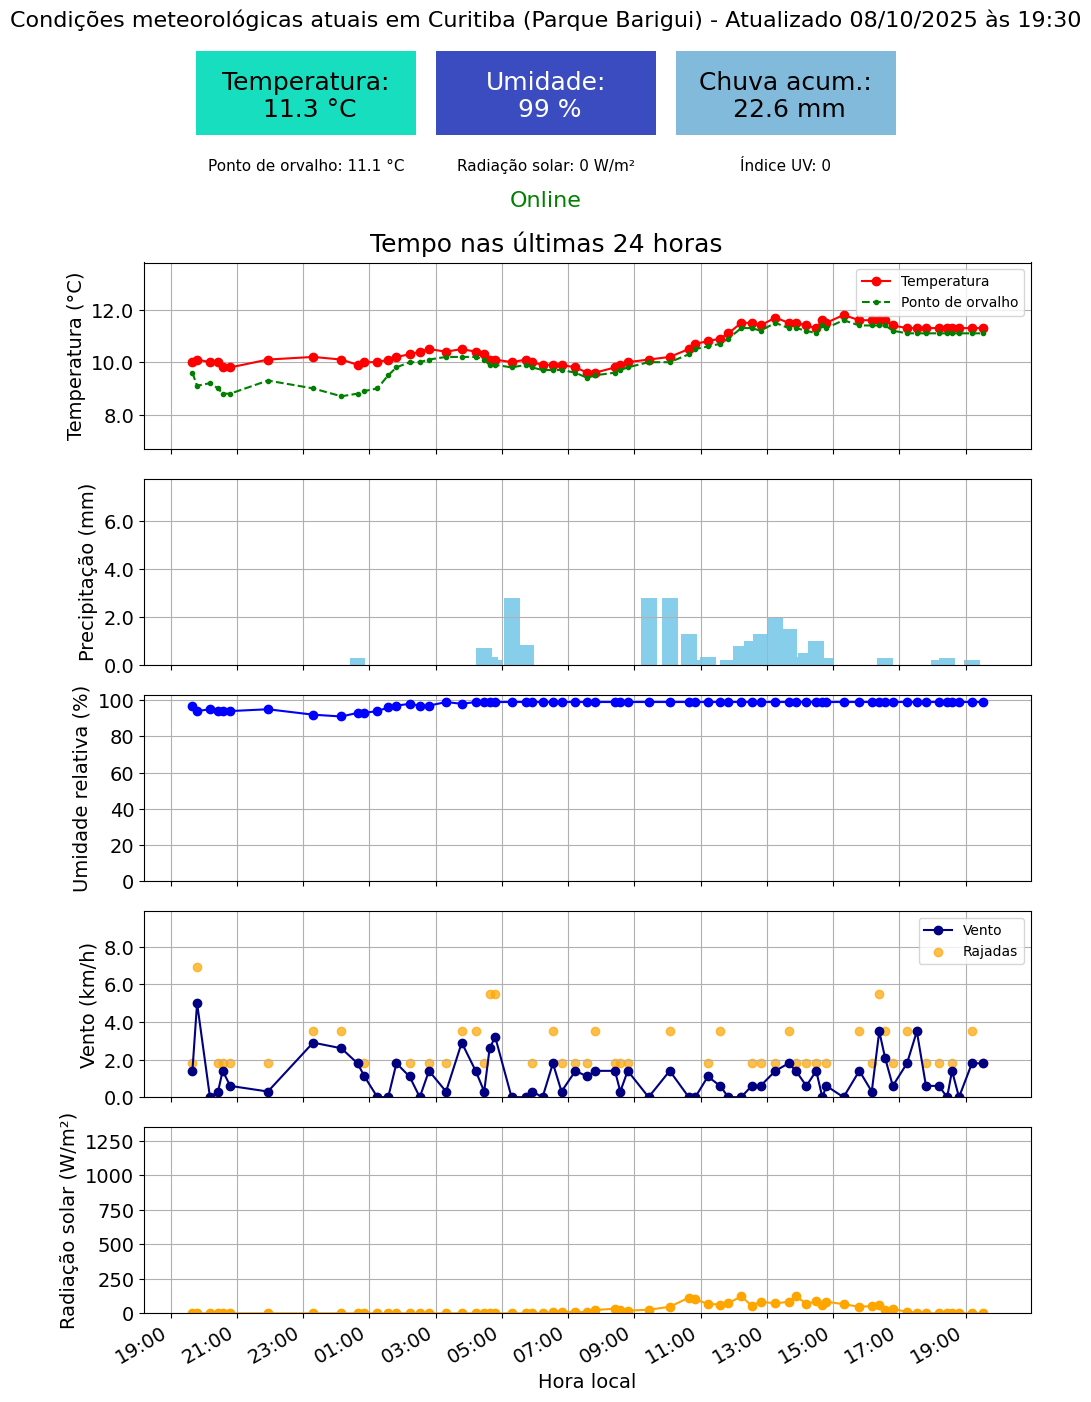 Condições meteorológicas atuais em Curitiba (Parque Barigui) - Atualizado 08/10/2025 às 19:30
Temperatura:
11.3 °C
Umidade:
99 %
Chuva acum.:
22.6 mm
Ponto de orvalho: 11.1 °C
Radiação solar: 0 W/m²
Índice UV: 0
Online
Tempo nas últimas 24 horas
Temperatura (°C)
12.0
10.0
8.0
Temperatura
Ponto de orvalho
Precipitação (mm)
6.0
4.0
2.0
0.0
Umidade relativa (%)
100
80
60
40
20
0
Vento (km/h)
8.0
6.0
4.0
2.0
0.0
Vento
Rajadas
Radiação solar (W/m²)
1250
1000
750
500
250
0
19:00
21:00
23:00
01:00
03:00
05:00
07:00
09:00
11:00
13:00
15:00
17:00
19:00
Hora local